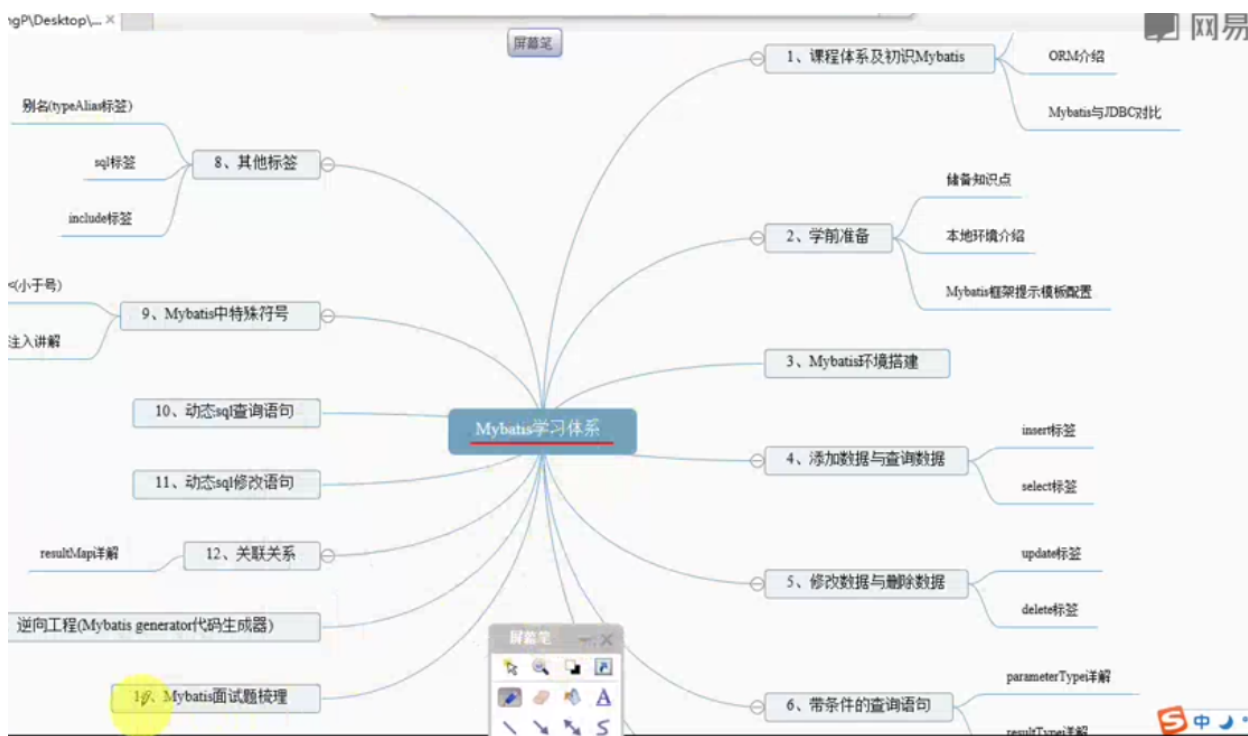 ngP\Desktop\...
屏幕笔
网易
1、课程体系及初识Mybatis
ORM介绍
Mybatis与JDBC对比
2、学前准备
储备知识点
本地环境介绍
Mybatis框架提示模板配置
3、Mybatis环境搭建
4、添加数据与查询数据
insert标签
select标签
5、修改数据与删除数据
update标签
delete标签
6、带条件的查询语句
parameterType详解
resultType详解
Mybatis学习体系
8、其他标签
别名(typeAlias标签)
sql标签
include标签
9、Mybatis中特殊符号
<(小于号)
注入讲解
10、动态sql查询语句
11、动态sql修改语句
12、关联关系
resultMap详解
逆向工程(Mybatis generator代码生成器)
、Mybatis面试题梳理
屏幕笔
A
S
中